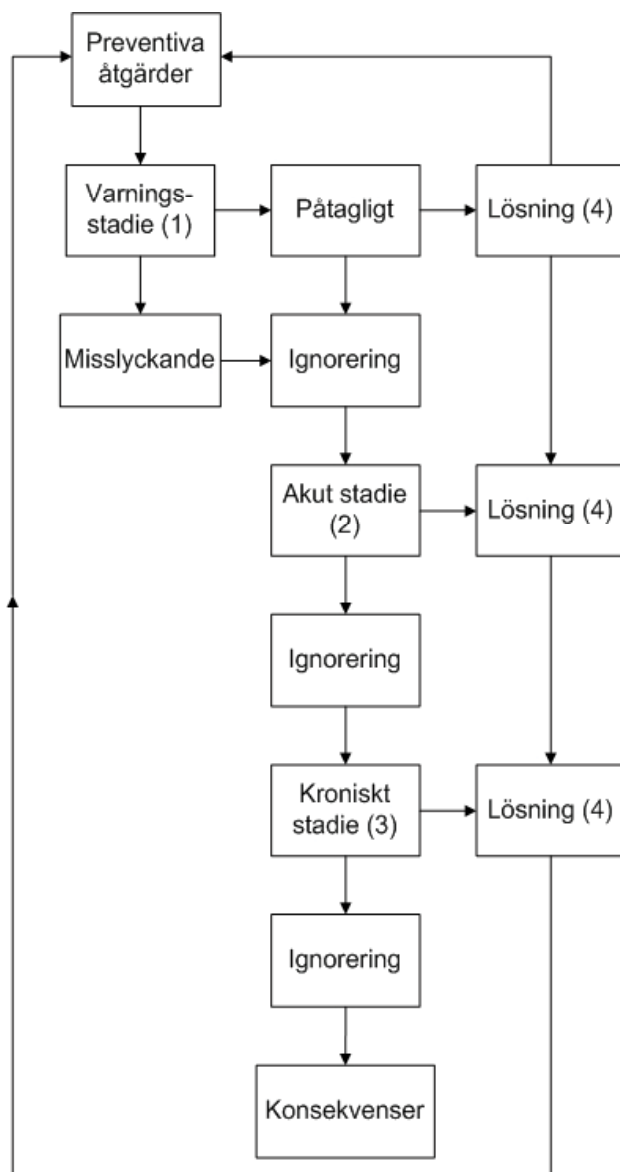 Preventiva
åtgärder
Varnings-
stadie (1)
Påtagligt
Lösning (4)
Misslyckande
Ignorering
Akut stadie
(2)
Lösning (4)
Ignorering
Kroniskt
stadie (3)
Lösning (4)
Ignorering
Konsekvenser